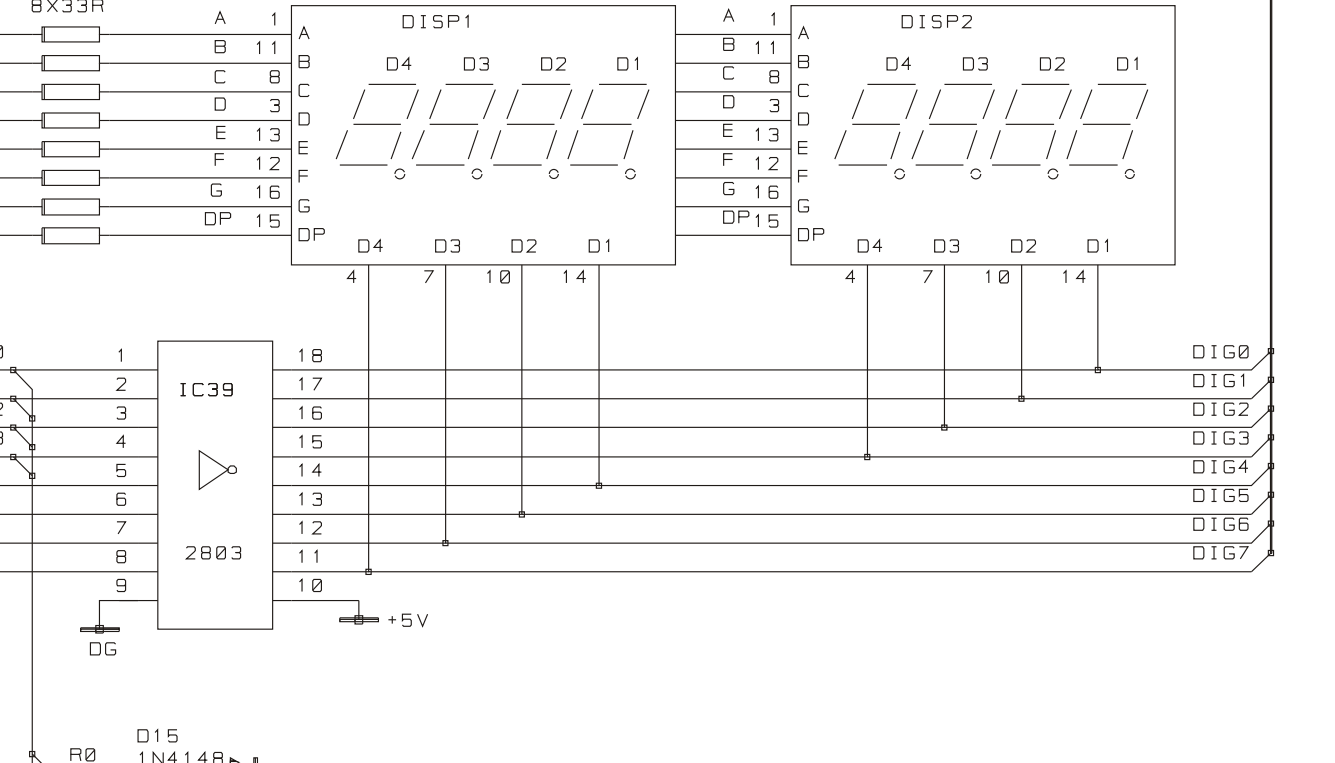 8X33R
A 1 A DISP1 A 1 A DISP2
B 11 B D4 D3 D2 D1 B 11 B D4 D3 D2 D1
C 8 C C 8 C
D 3 D D 3 D
E 13 E E 13 E
F 12 F F 12 F
G 16 G G 16 G
DP 15 DP DP 15 DP
D4 D3 D2 D1 D4 D3 D2 D1
4 7 10 14 4 7 10 14
1 18 DIG0
2 IC39 17 DIG1
3 16 DIG2
4 15 DIG3
5 14 DIG4
6 13 DIG5
7 12 DIG6
8 2803 11 DIG7
9 10
DG +5V
D15
R0 1N4148